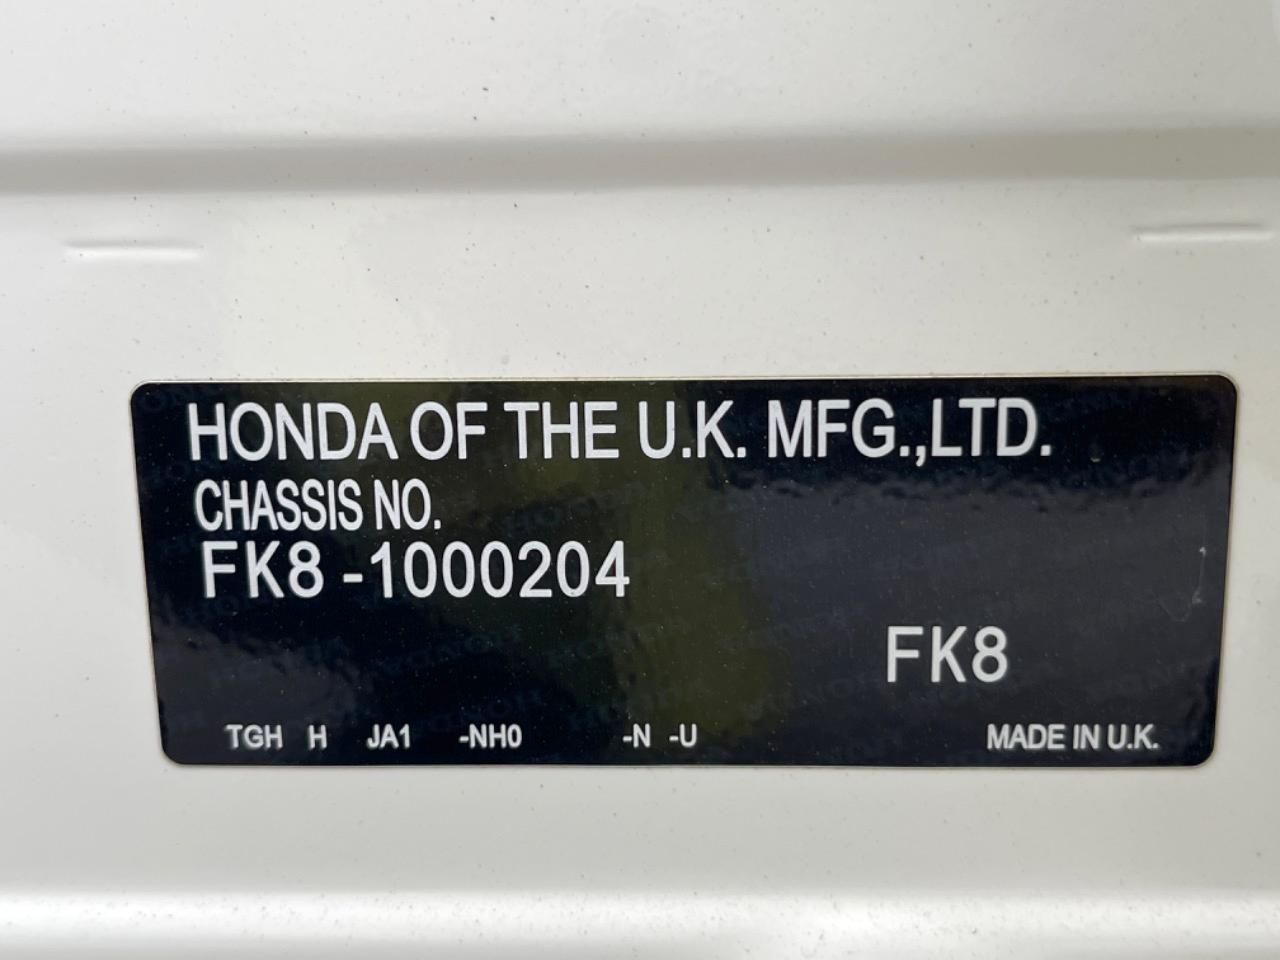 HONDA OF THE U.K. MFG.,LTD.
CHASSIS NO.
FK8 -1000204
FK8
TGH H JA1 -NH0 -N -U MADE IN U.K.